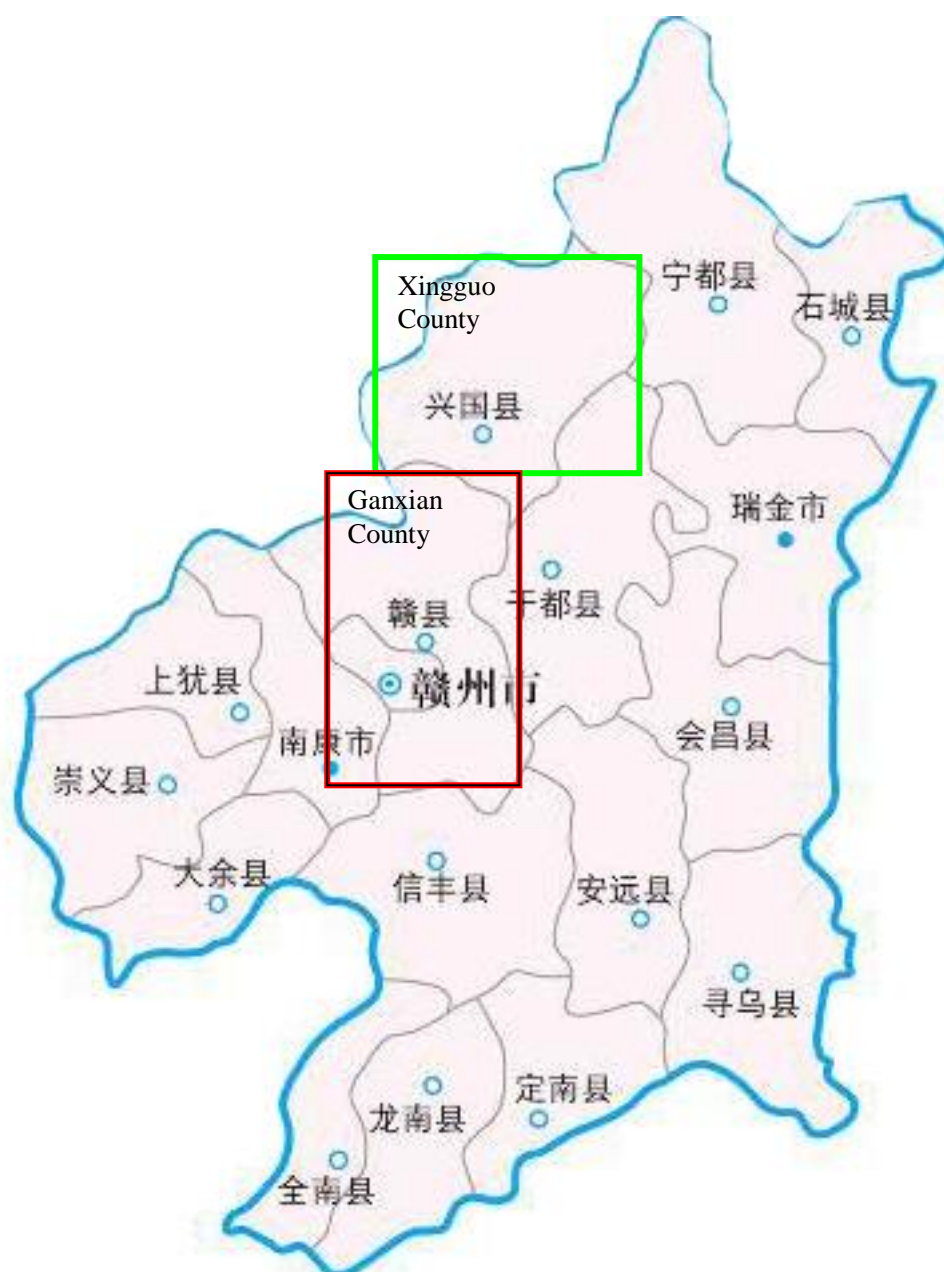 Xingguo
County
宁都县
石城县
兴国县
Ganxian
County
瑞金市
于都县
赣县
上犹县
赣州市
南康市
会昌县
崇义县
大余县
信丰县
安远县
寻乌县
定南县
龙南县
全南县